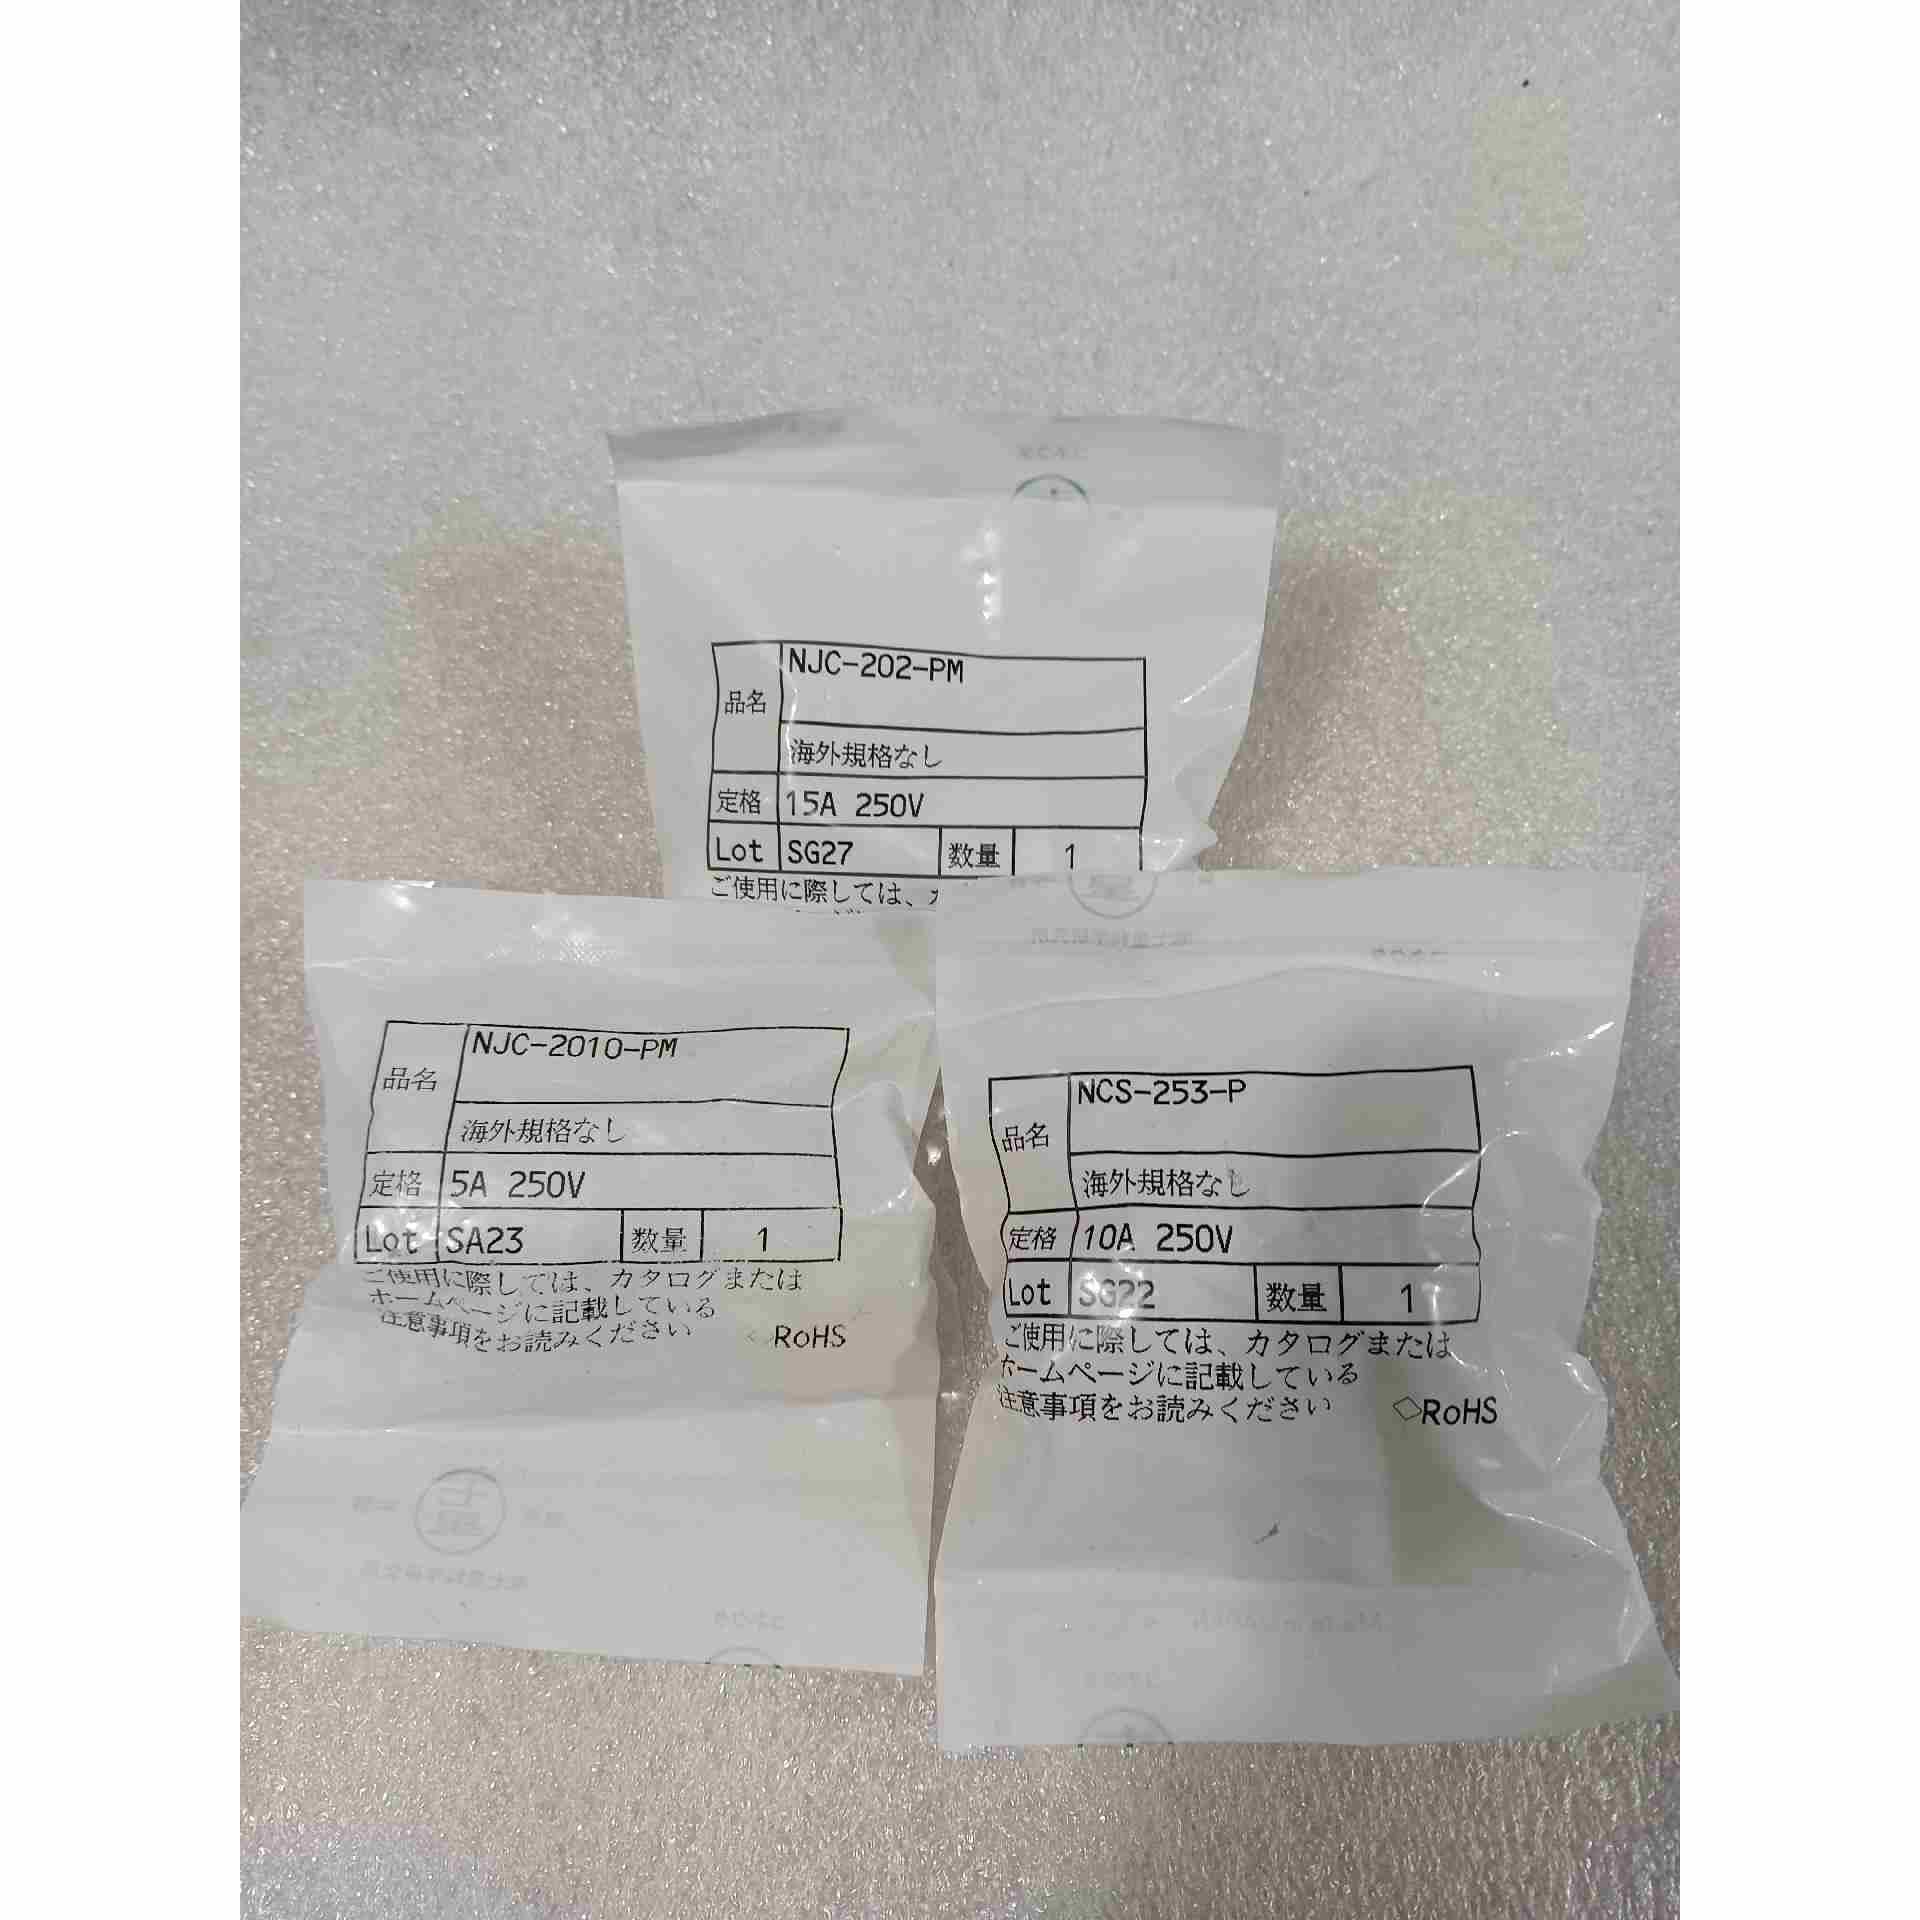 NJC-202-PM
品名
海外規格なし
定格 15A 250V
Lot SG27 数量 1
ご使用に際しては、カ
NJC-2010-PM
品名
海外規格なし
定格 5A 250V
Lot SA23 数量 1
ご使用に際しては、カタログまたは
ホームページに記載している
注意事項をお読みください ◇RoHS
NCS-253-P
品名
海外規格なし
定格 10A 250V
Lot SG22 数量 1
ご使用に際しては、カタログまたは
ホームページに記載している
注意事項をお読みください ◇RoHS